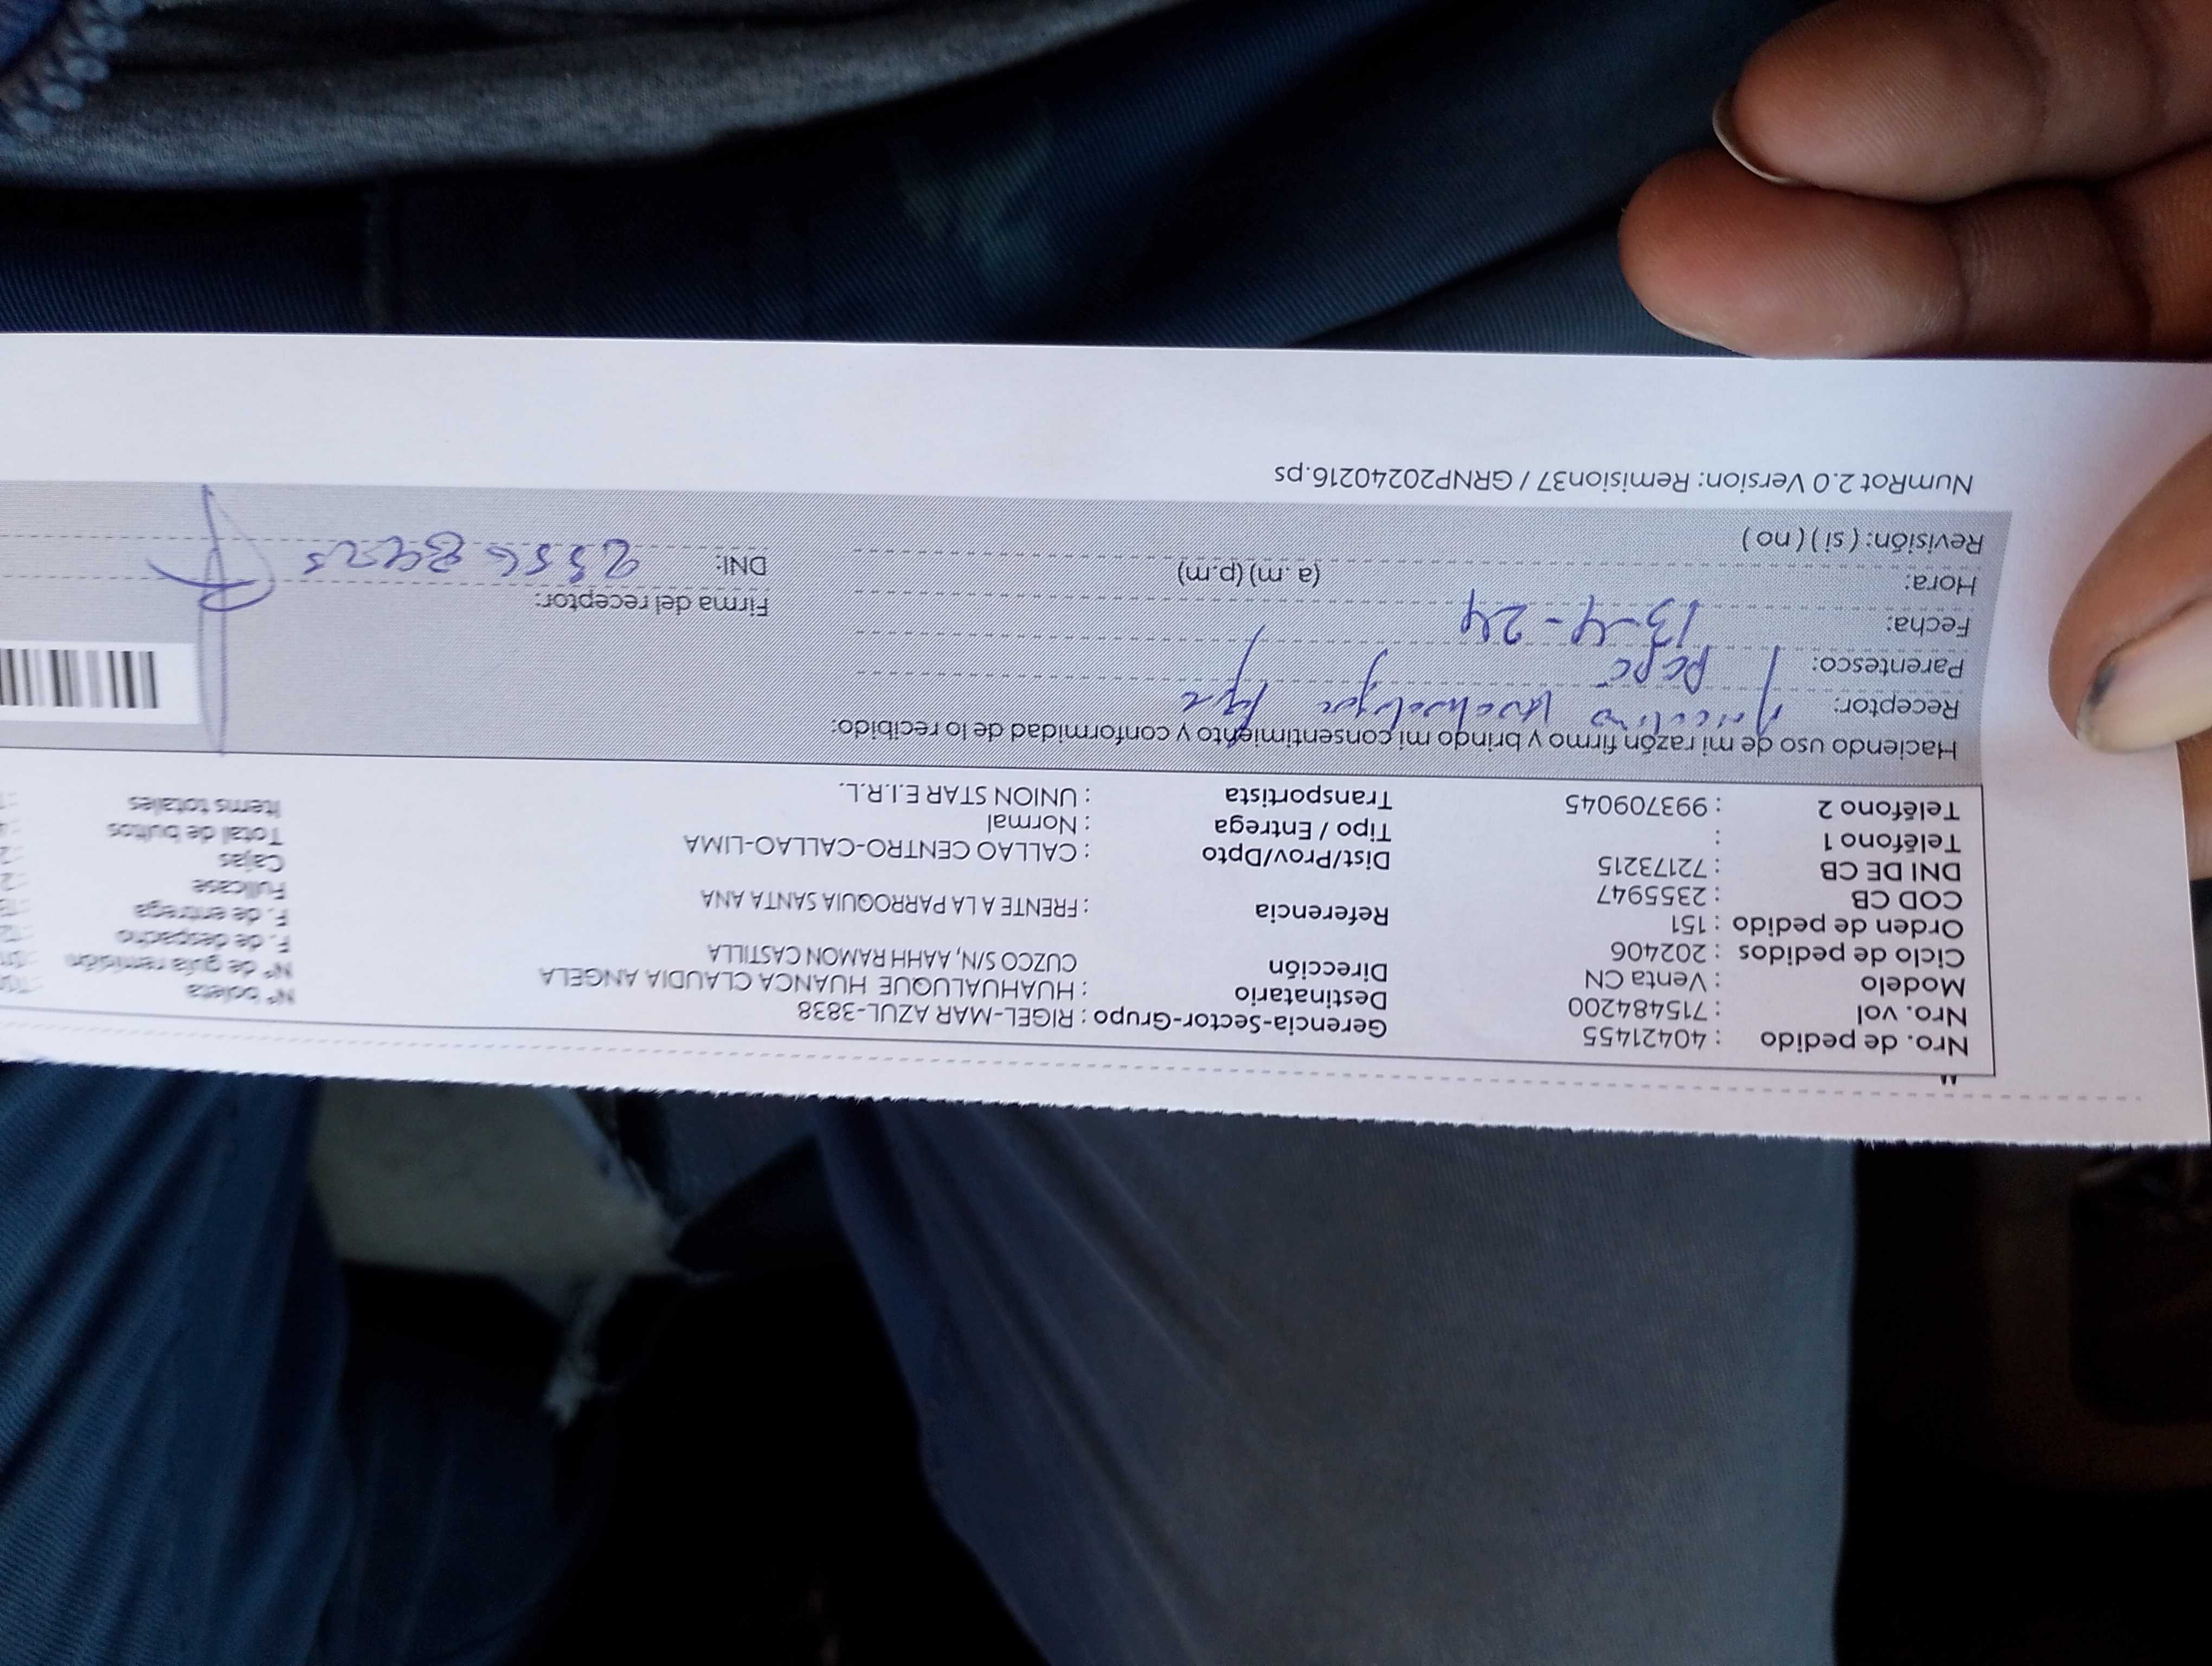 Nro. de pedido : 40421455
Nro. vol : 715484200
Modelo : Venta CN
Ciclo de pedidos : 202406
Orden de pedido : 151
COD CB : 2355947
DNI DE CB : 72173215
Teléfono 1 :
Teléfono 2 : 993709045
Gerencia-Sector-Grupo : RIGEL-MAR AZUL-3838
Destinatario : HUAHUALUQUE HUANCA CLAUDIA ANGELA
Dirección CUZCO S/N, AAHH RAMON CASTILLA
Referencia : FRENTE A LA PARROQUIA SANTA ANA
Dist/Prov/Dpto : CALLAO CENTRO-CALLAO-LIMA
Tipo / Entrega : Normal
Transportista : UNION STAR E.I.R.L.
Nº boleta
Nº de guía remisión
F. de despacho
F. de entrega
Fullcase
Cajas
Total de bultos
Items totales
Haciendo uso de mi razón firmo y brindo mi consentimiento y conformidad de lo recibido:
Receptor:
Parentesco: papá
Fecha: 13-4-24
Hora: (a.m) (p.m)
Revisión: ( si ) ( no )
Firma del receptor:
DNI:
NumRot 2.0 Version: Remision37 / GRNP20240216.ps